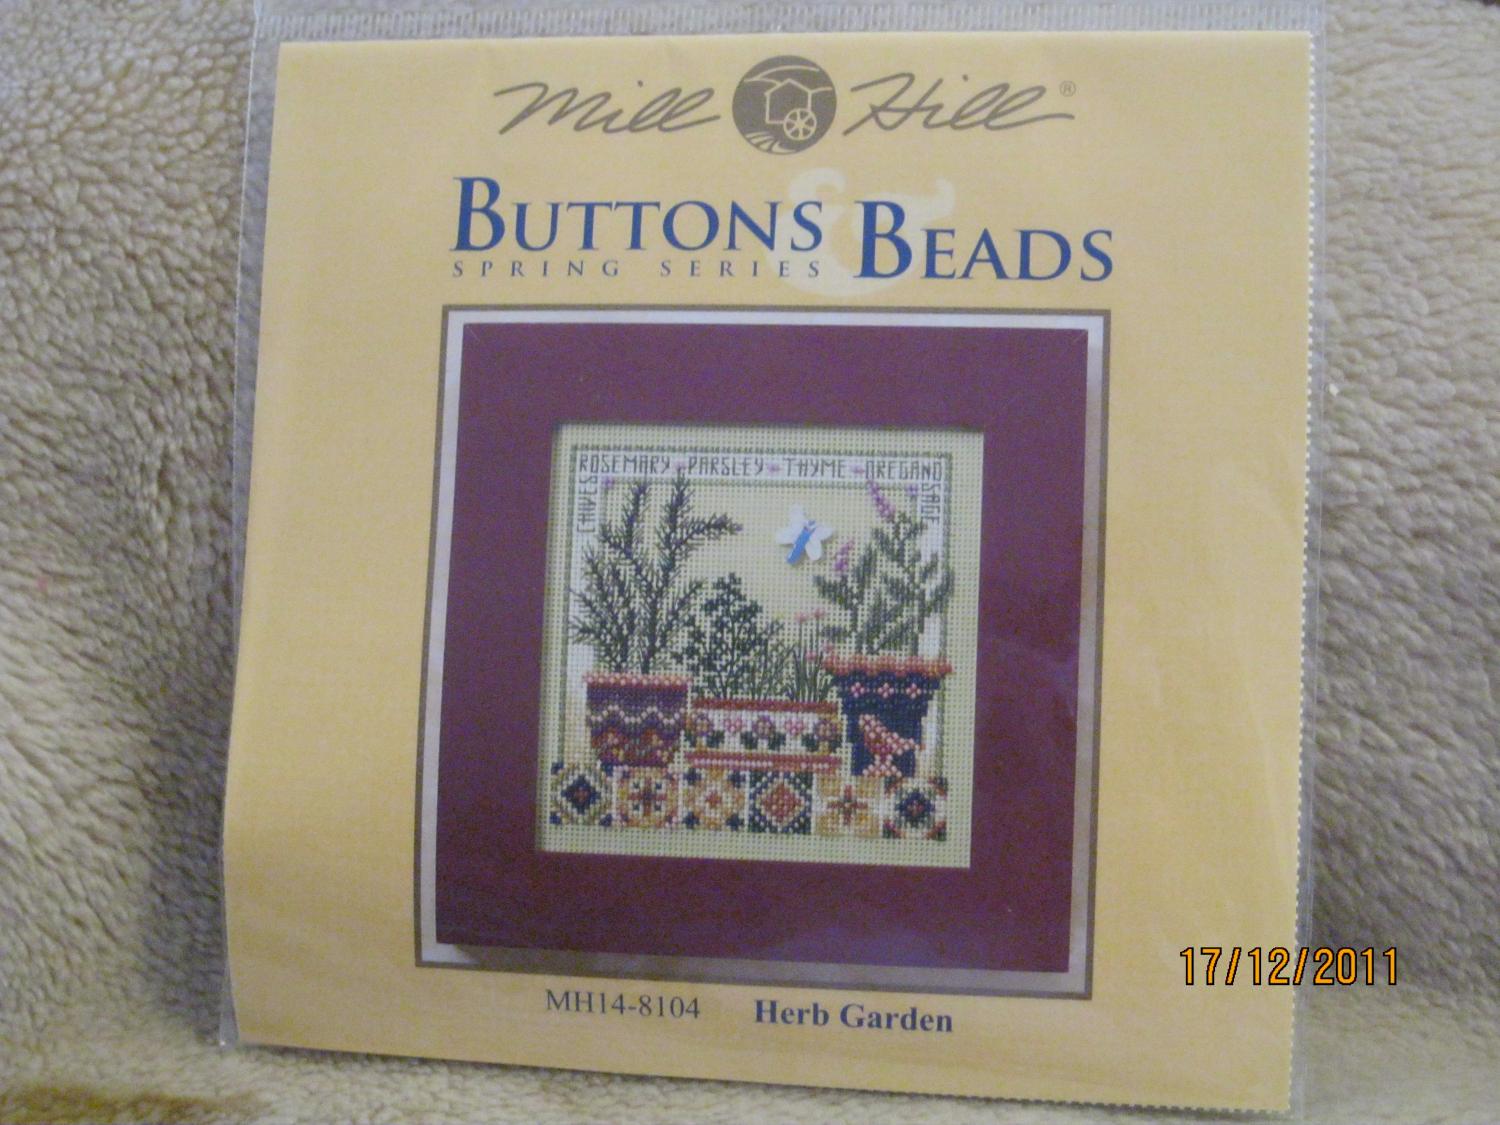 Mill Hill®
BUTTONS & BEADS
SPRING SERIES
ROSEMARY PARSLEY THYME OREGANO
CHIVES
SAGE
MH14-8104 Herb Garden
17/12/2011